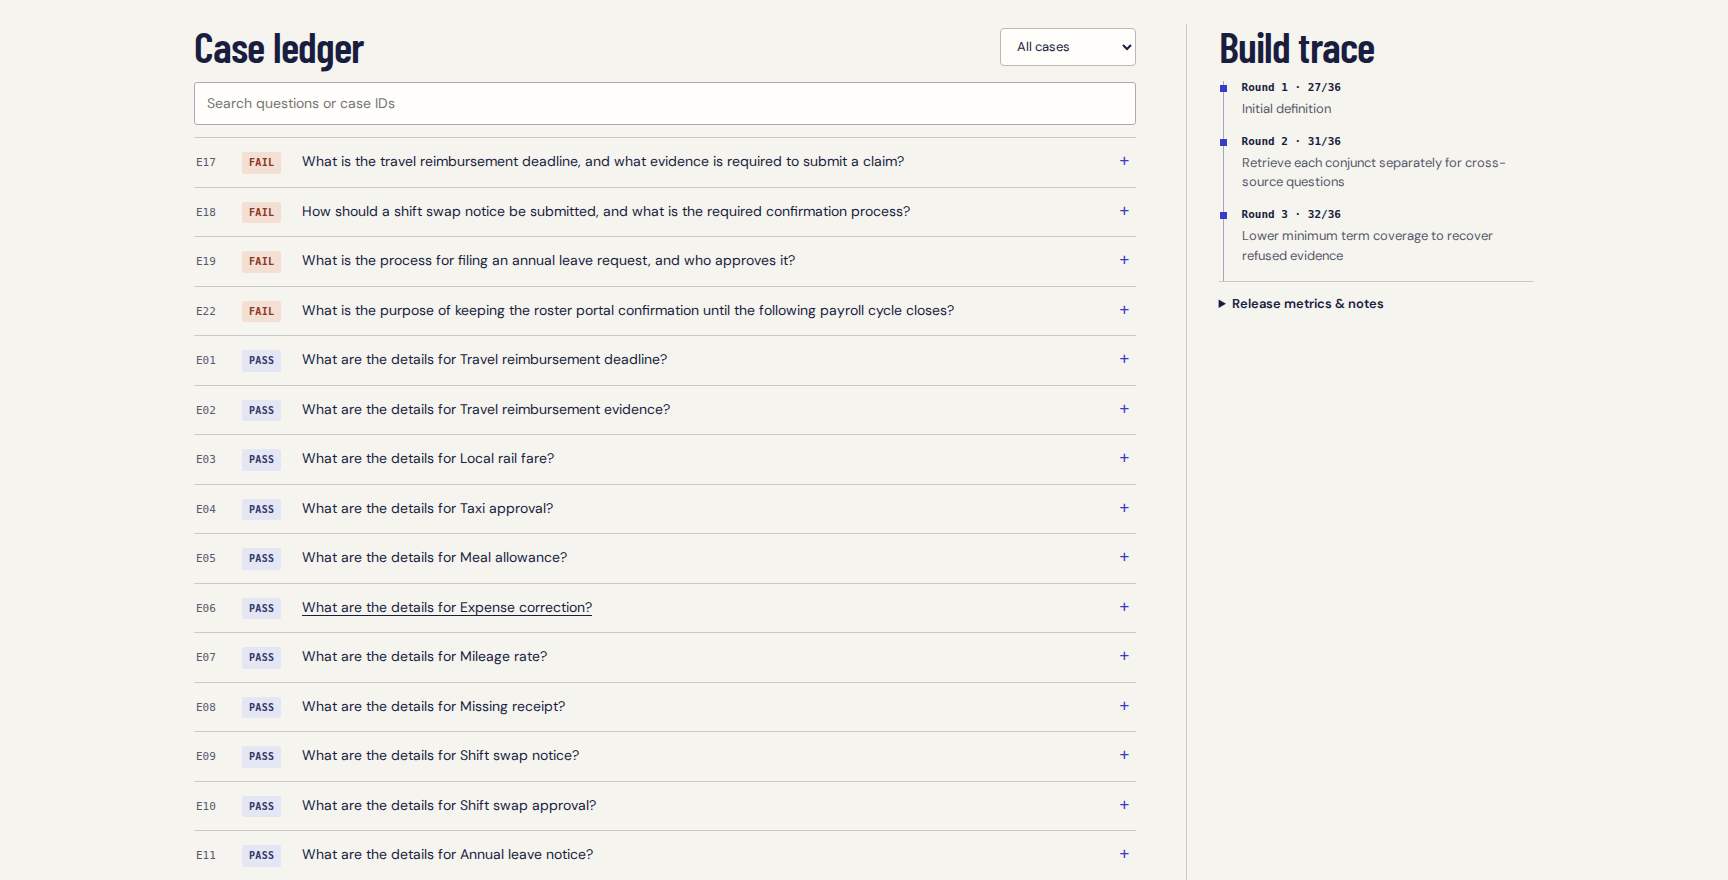 Case ledger
All cases
Search questions or case IDs
E17 FAIL What is the travel reimbursement deadline, and what evidence is required to submit a claim? +
E18 FAIL How should a shift swap notice be submitted, and what is the required confirmation process? +
E19 FAIL What is the process for filing an annual leave request, and who approves it? +
E22 FAIL What is the purpose of keeping the roster portal confirmation until the following payroll cycle closes? +
E01 PASS What are the details for Travel reimbursement deadline? +
E02 PASS What are the details for Travel reimbursement evidence? +
E03 PASS What are the details for Local rail fare? +
E04 PASS What are the details for Taxi approval? +
E05 PASS What are the details for Meal allowance? +
E06 PASS What are the details for Expense correction? +
E07 PASS What are the details for Mileage rate? +
E08 PASS What are the details for Missing receipt? +
E09 PASS What are the details for Shift swap notice? +
E10 PASS What are the details for Shift swap approval? +
E11 PASS What are the details for Annual leave notice? +
Build trace
Round 1 · 27/36
Initial definition
Round 2 · 31/36
Retrieve each conjunct separately for cross-
source questions
Round 3 · 32/36
Lower minimum term coverage to recover
refused evidence
▶ Release metrics & notes